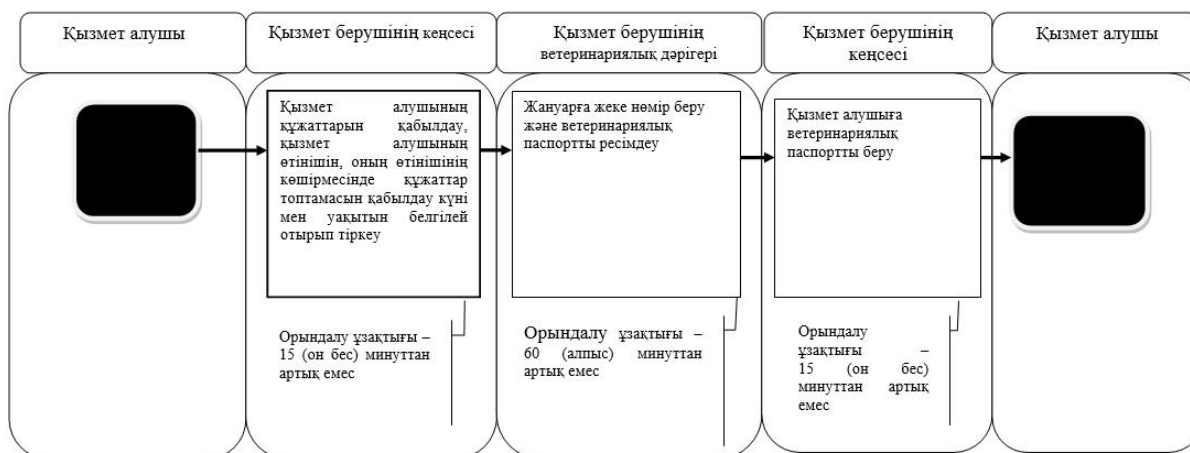 Қызмет алушы
Қызмет берушінің кеңсесі
Қызмет берушінің
ветеринариялық дәрігері
Қызмет берушінің
кеңсесі
Қызмет алушы
Қызмет алушының
құжаттарын қабылдау,
қызмет алушының
өтінішін, оның өтінішінің
көшірмесінде құжаттар
топтамасын қабылдау күні
мен уақытын белгілей
отырып тіркеу
Жануарға жеке нөмір беру
және ветеринариялық
паспортты ресімдеу
Қызмет алушыға
ветеринариялық
паспортты беру
Орындалу ұзақтығы –
15 (он бес) минуттан
артық емес
Орындалу ұзақтығы –
60 (алпыс) минуттан
артық емес
Орындалу
ұзақтығы –
15 (он бес)
минуттан артық
емес